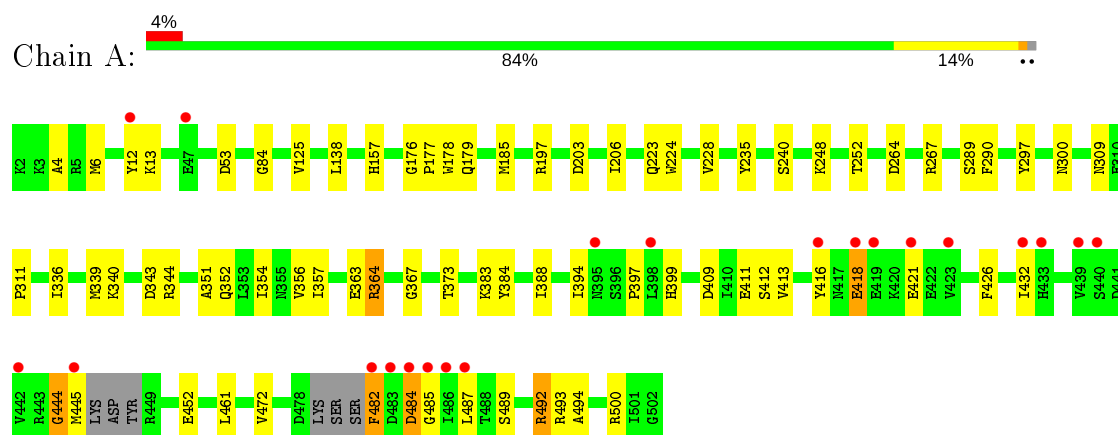 4%
Chain A:
84%
14%
K2 K3 A4 R5 M6 Y12 K13 E47 D53 G84 V125 L138 H157 G176 P177 W178 Q179 M185 R197 D203 I206 Q223 W224 V228 Y235 S240 K248 T252 D264 R267 S289 F290 Y297 N300 N309 E310
P311 I336 M339 K340 D343 R344 A351 Q352 L353 I354 N355 V356 I357 E363 R364 G367 T373 K383 Y384 I388 I394 N395 S396 P397 L398 H399 D409 I410 E411 S412 V413 Y416 N417 E418 E419 K420 E421 E422 V423 F426 I432 H433 V439 S440 D441
V442 R443 G444 M445 LYS ASP TYR R449 E452 L461 V472 D478 LYS SER SER F482 D483 D484 G485 I486 L487 T488 S489 R492 R493 A494 R500 I501 G502